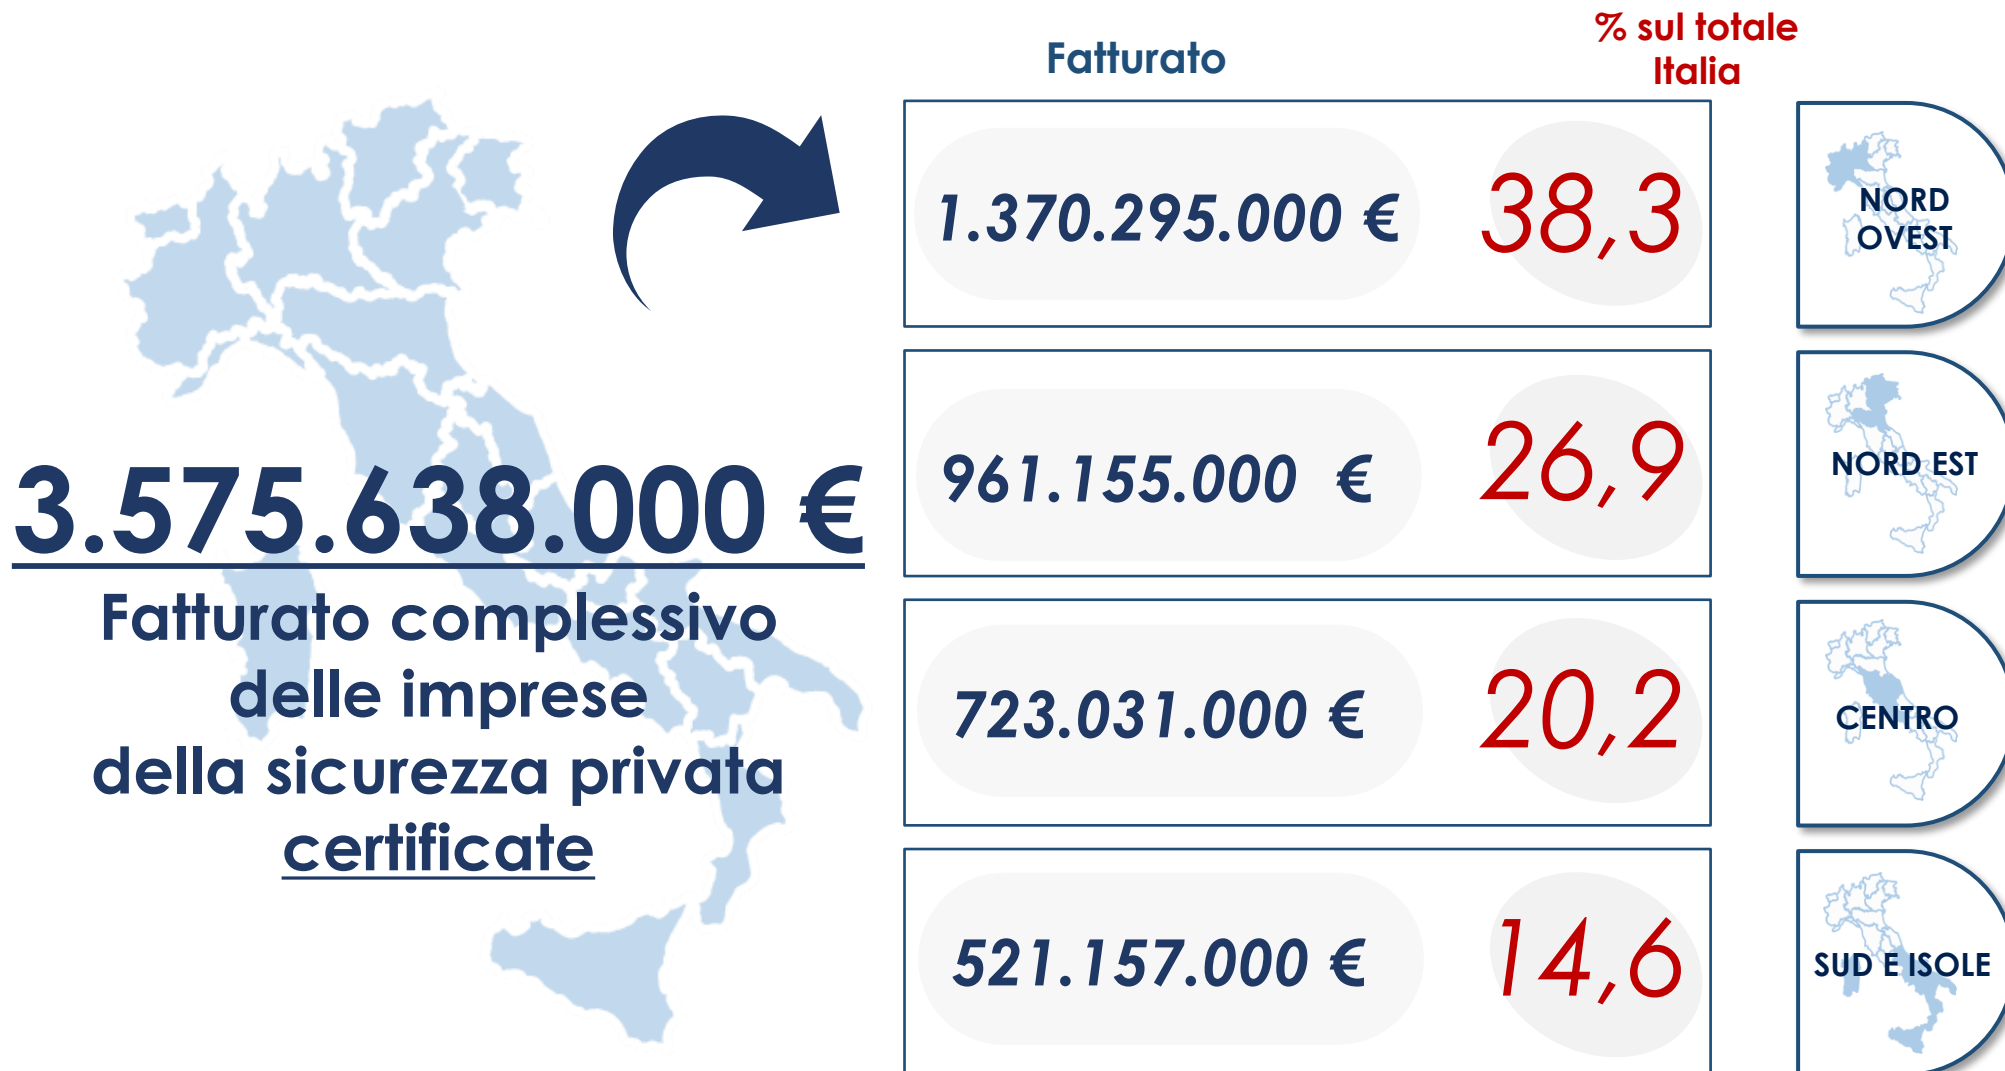 3.575.638.000 €
Fatturato complessivo
delle imprese
della sicurezza privata
certificate
Fatturato
% sul totale
Italia
1.370.295.000 €
38,3
NORD
OVEST
961.155.000 €
26,9
NORD EST
723.031.000 €
20,2
CENTRO
521.157.000 €
14,6
SUD E ISOLE